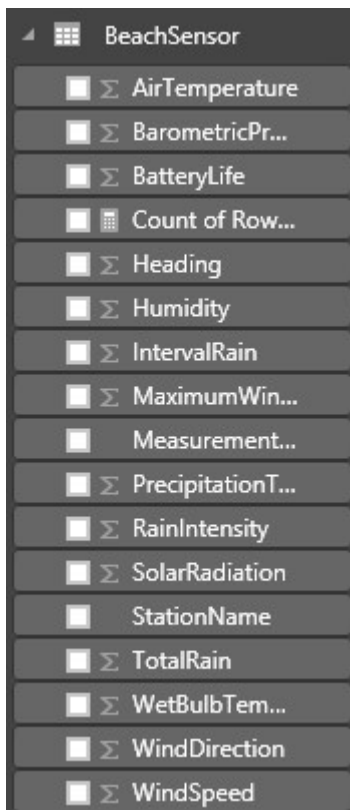 BeachSensor
Σ AirTemperature
Σ BarometricPr...
Σ BatteryLife
Count of Row...
Σ Heading
Σ Humidity
Σ IntervalRain
Σ MaximumWin...
Measurement...
Σ PrecipitationT...
Σ RainIntensity
Σ SolarRadiation
StationName
Σ TotalRain
Σ WetBulbTem...
Σ WindDirection
Σ WindSpeed